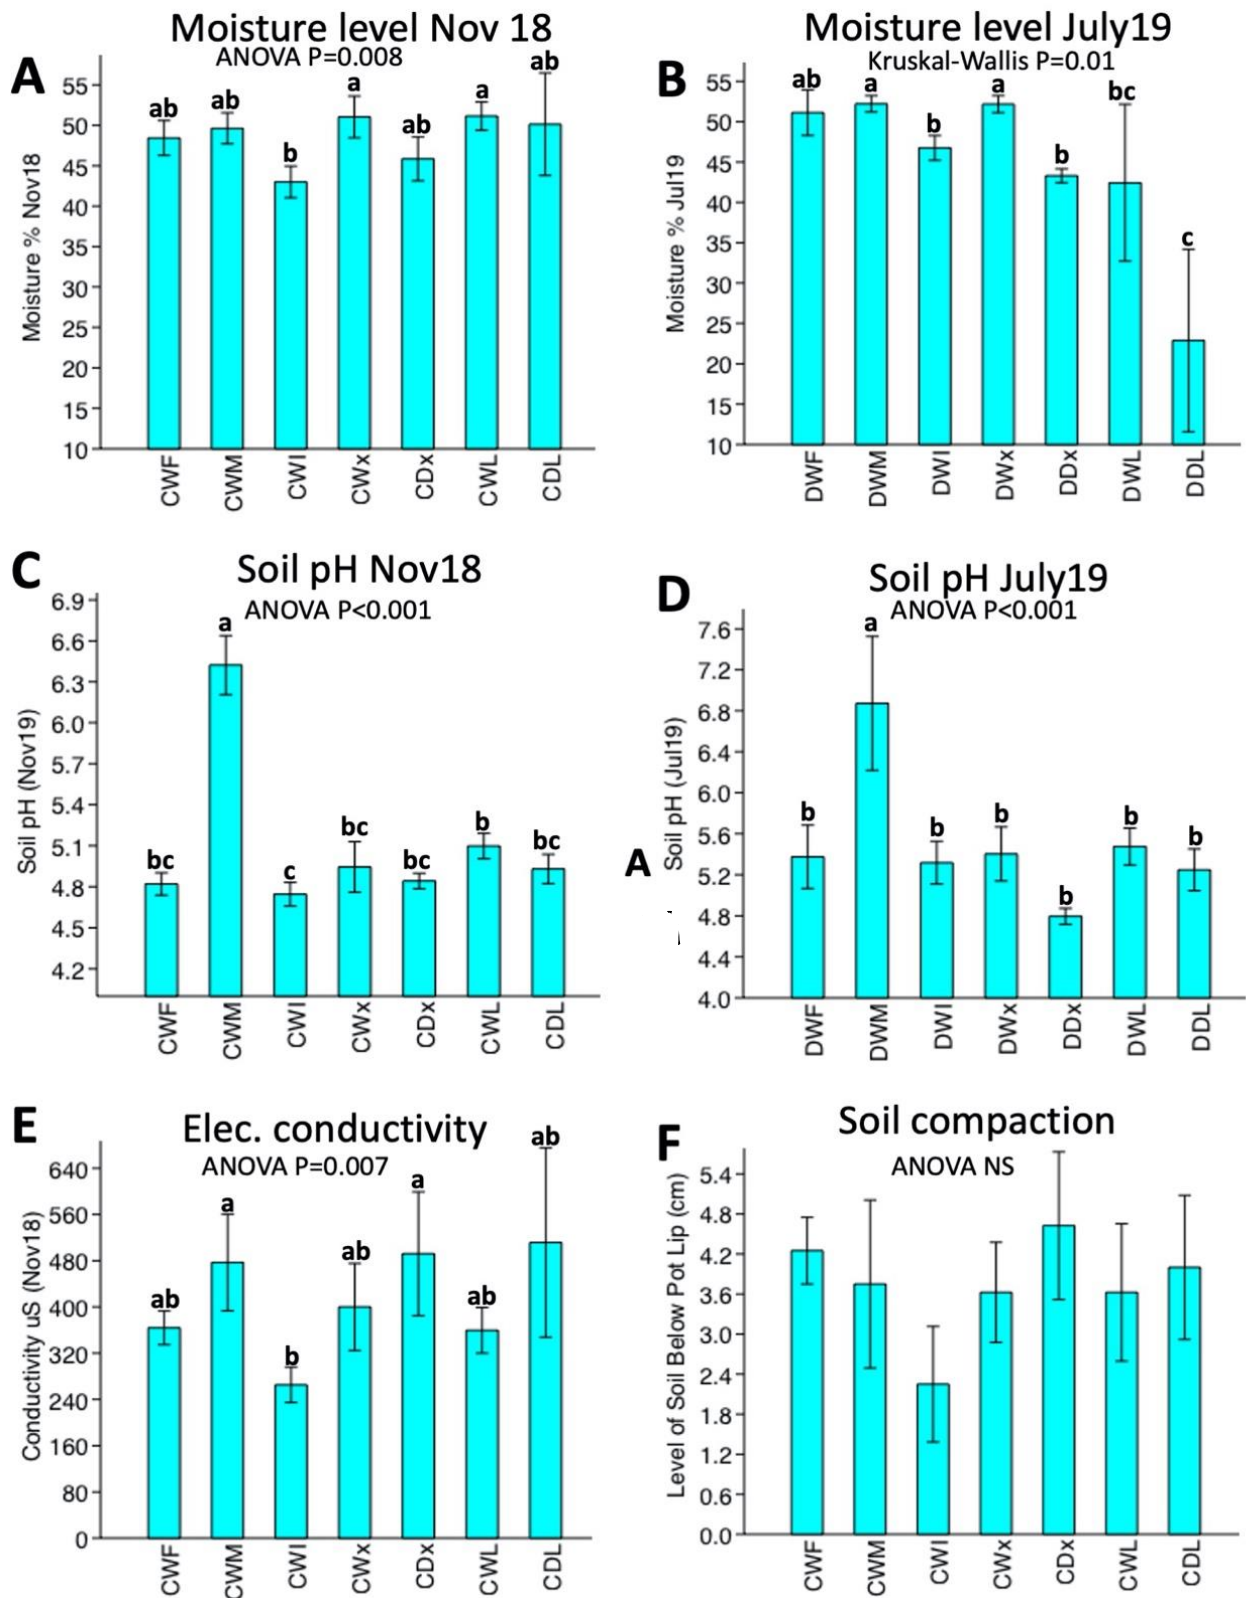 A
Moisture level Nov 18
ANOVA P=0.008
Moisture % Nov18
55
50
45
40
35
30
25
20
15
10
ab
ab
b
a
ab
a
ab
CWF
CWM
CWI
CWx
CDx
CWL
CDL
B
Moisture level July19
Kruskal-Wallis P=0.01
Moisture % Jul19
55
50
45
40
35
30
25
20
15
10
ab
a
b
a
b
bc
c
DWF
DWM
DWI
DWx
DDx
DWL
DDL
C
Soil pH Nov18
ANOVA P<0.001
Soil pH (Nov19)
6.9
6.6
6.3
6.0
5.7
5.4
5.1
4.8
4.5
4.2
bc
a
c
bc
bc
b
bc
CWF
CWM
CWI
CWx
CDx
CWL
CDL
D
Soil pH July19
ANOVA P<0.001
A
Soil pH (Jul19)
7.6
7.2
6.8
6.4
6.0
5.6
5.2
4.8
4.4
4.0
b
a
b
b
b
b
b
DWF
DWM
DWI
DWx
DDx
DWL
DDL
E
Elec. conductivity
ANOVA P=0.007
Conductivity uS (Nov18)
640
560
480
400
320
240
160
80
0
ab
a
b
ab
a
ab
ab
CWF
CWM
CWI
CWx
CDx
CWL
CDL
F
Soil compaction
ANOVA NS
Level of Soil Below Pot Lip (cm)
5.4
4.8
4.2
3.6
3.0
2.4
1.8
1.2
0.6
0.0
CWF
CWM
CWI
CWx
CDx
CWL
CDL